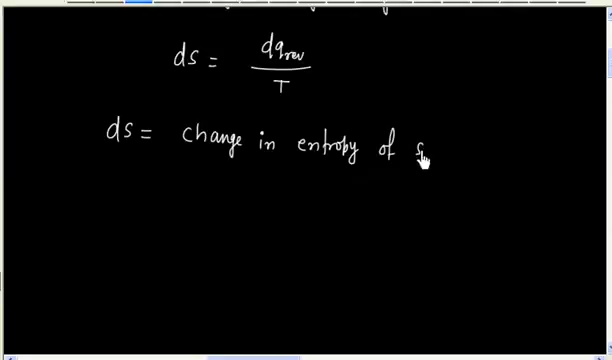 ds = dqrev / T
ds = change in entropy of s